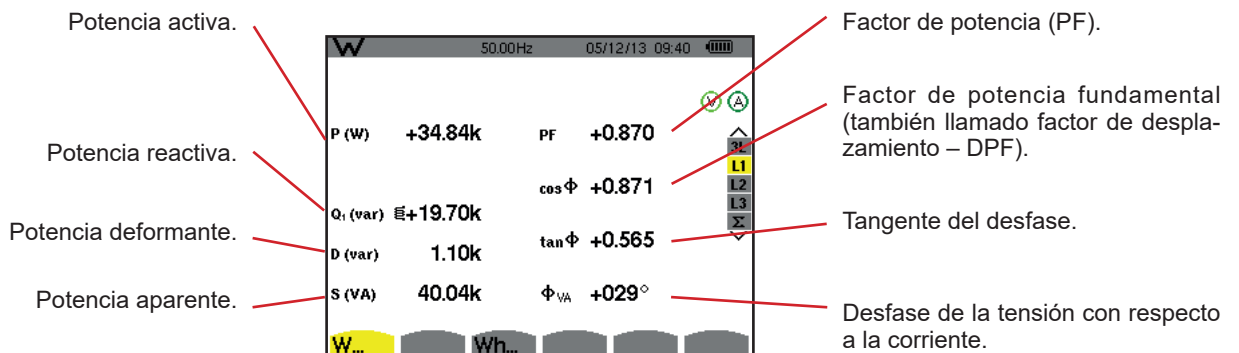 Potencia activa.
Potencia reactiva.
Potencia deformante.
Potencia aparente.
W 50.00Hz 05/12/13 09:40
V A
P (W) +34.84k PF +0.870
cos Φ +0.871
Q₁ (var) +19.70k
tan Φ +0.565
D (var) 1.10k
S (VA) 40.04k Φ VA +029°
3L
L1
L2
L3
Σ
W... Wh...
Factor de potencia (PF).
Factor de potencia fundamental
(también llamado factor de despla-
zamiento – DPF).
Tangente del desfase.
Desfase de la tensión con respecto
a la corriente.